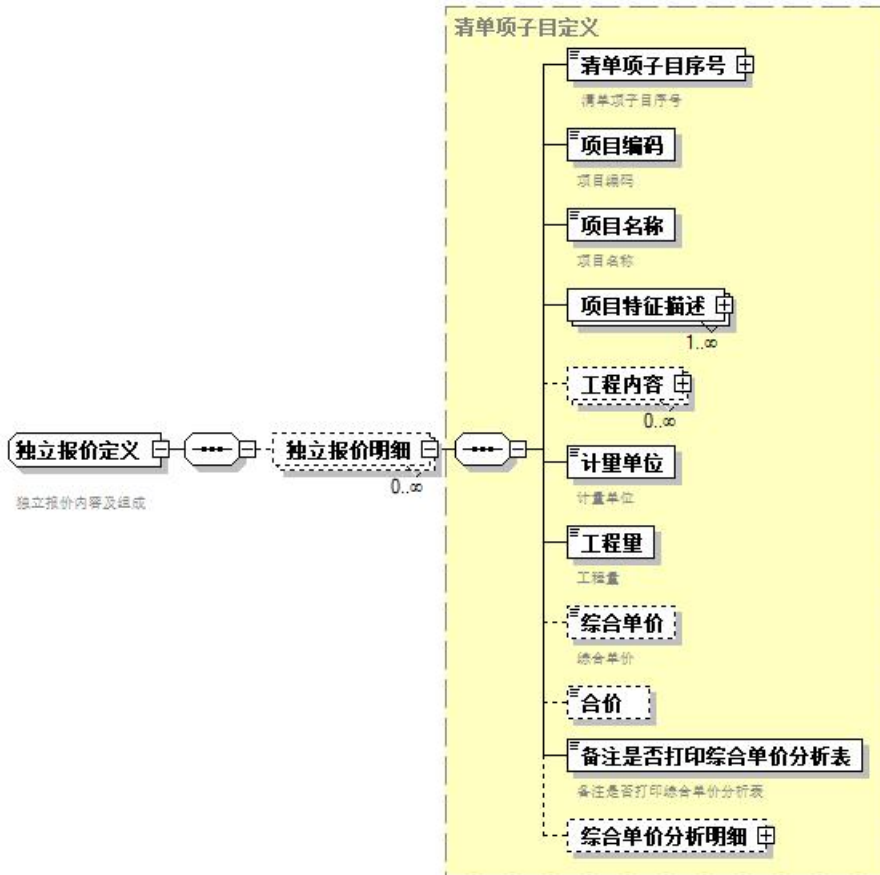 清单项子目定义
清单项子目序号
清单项子目序号
项目编码
项目编码
项目名称
项目名称
项目特征描述
1..∞
工程内容
0..∞
独立报价定义
独立报价内容及组成
独立报价明细
0..∞
计量单位
计量单位
工程量
工程量
综合单价
综合单价
合价
备注是否打印综合单价分析表
备注是否打印综合单价分析表
综合单价分析明细